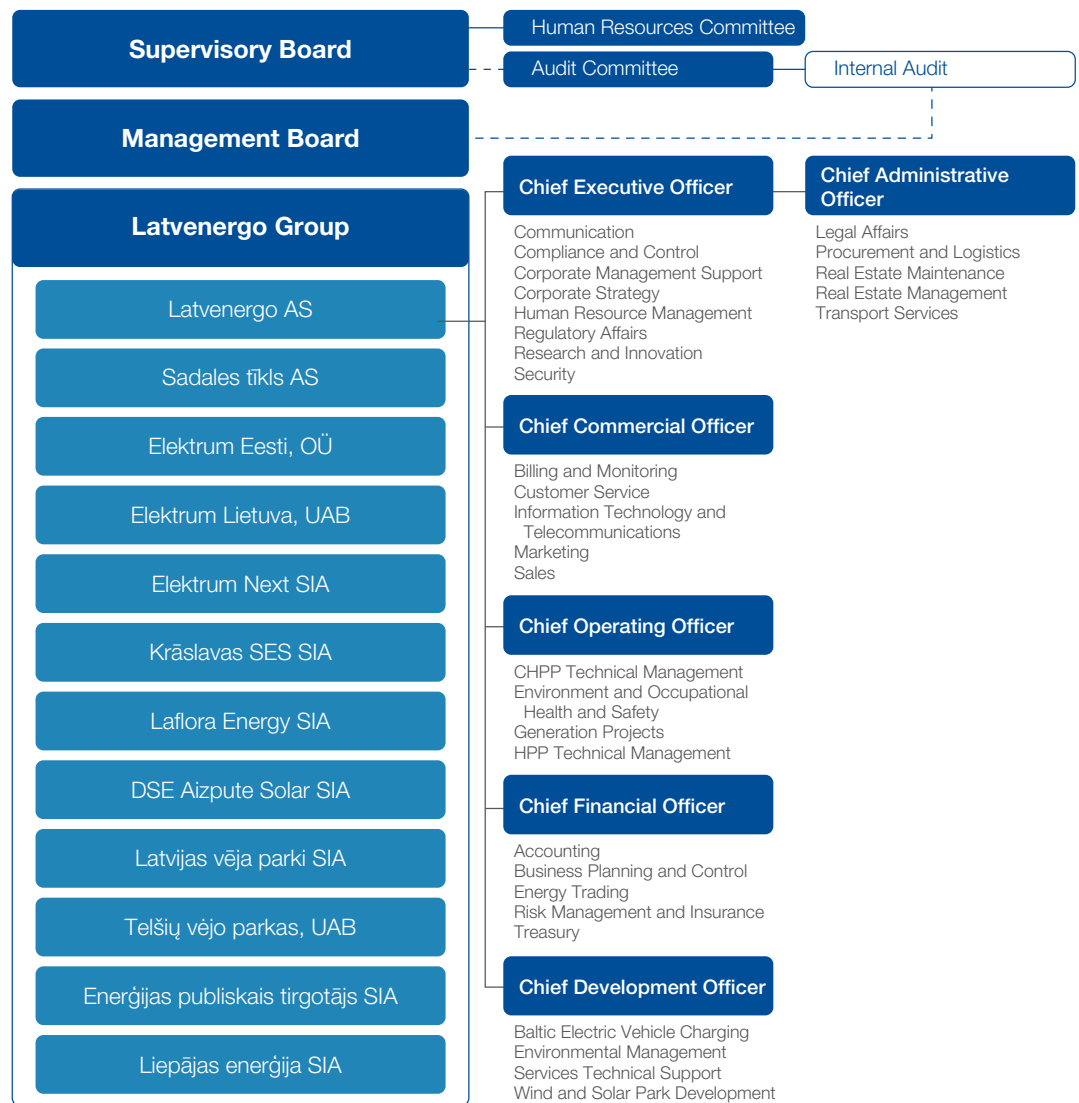 Supervisory Board
Human Resources Committee
Audit Committee
Internal Audit
Management Board
Latvenergo Group
Latvenergo AS
Sadales tīkls AS
Elektrum Eesti, OÜ
Elektrum Lietuva, UAB
Elektrum Next SIA
Krāslavas SES SIA
Laflora Energy SIA
DSE Aizpute Solar SIA
Latvijas vēja parki SIA
Telšių vėjo parkas, UAB
Enerģijas publiskais tirgotājs SIA
Liepājas enerģija SIA
Chief Executive Officer
Communication
Compliance and Control
Corporate Management Support
Corporate Strategy
Human Resource Management
Regulatory Affairs
Research and Innovation
Security
Chief Administrative
Officer
Legal Affairs
Procurement and Logistics
Real Estate Maintenance
Real Estate Management
Transport Services
Chief Commercial Officer
Billing and Monitoring
Customer Service
Information Technology and
Telecommunications
Marketing
Sales
Chief Operating Officer
CHPP Technical Management
Environment and Occupational
Health and Safety
Generation Projects
HPP Technical Management
Chief Financial Officer
Accounting
Business Planning and Control
Energy Trading
Risk Management and Insurance
Treasury
Chief Development Officer
Baltic Electric Vehicle Charging
Environmental Management
Services Technical Support
Wind and Solar Park Development